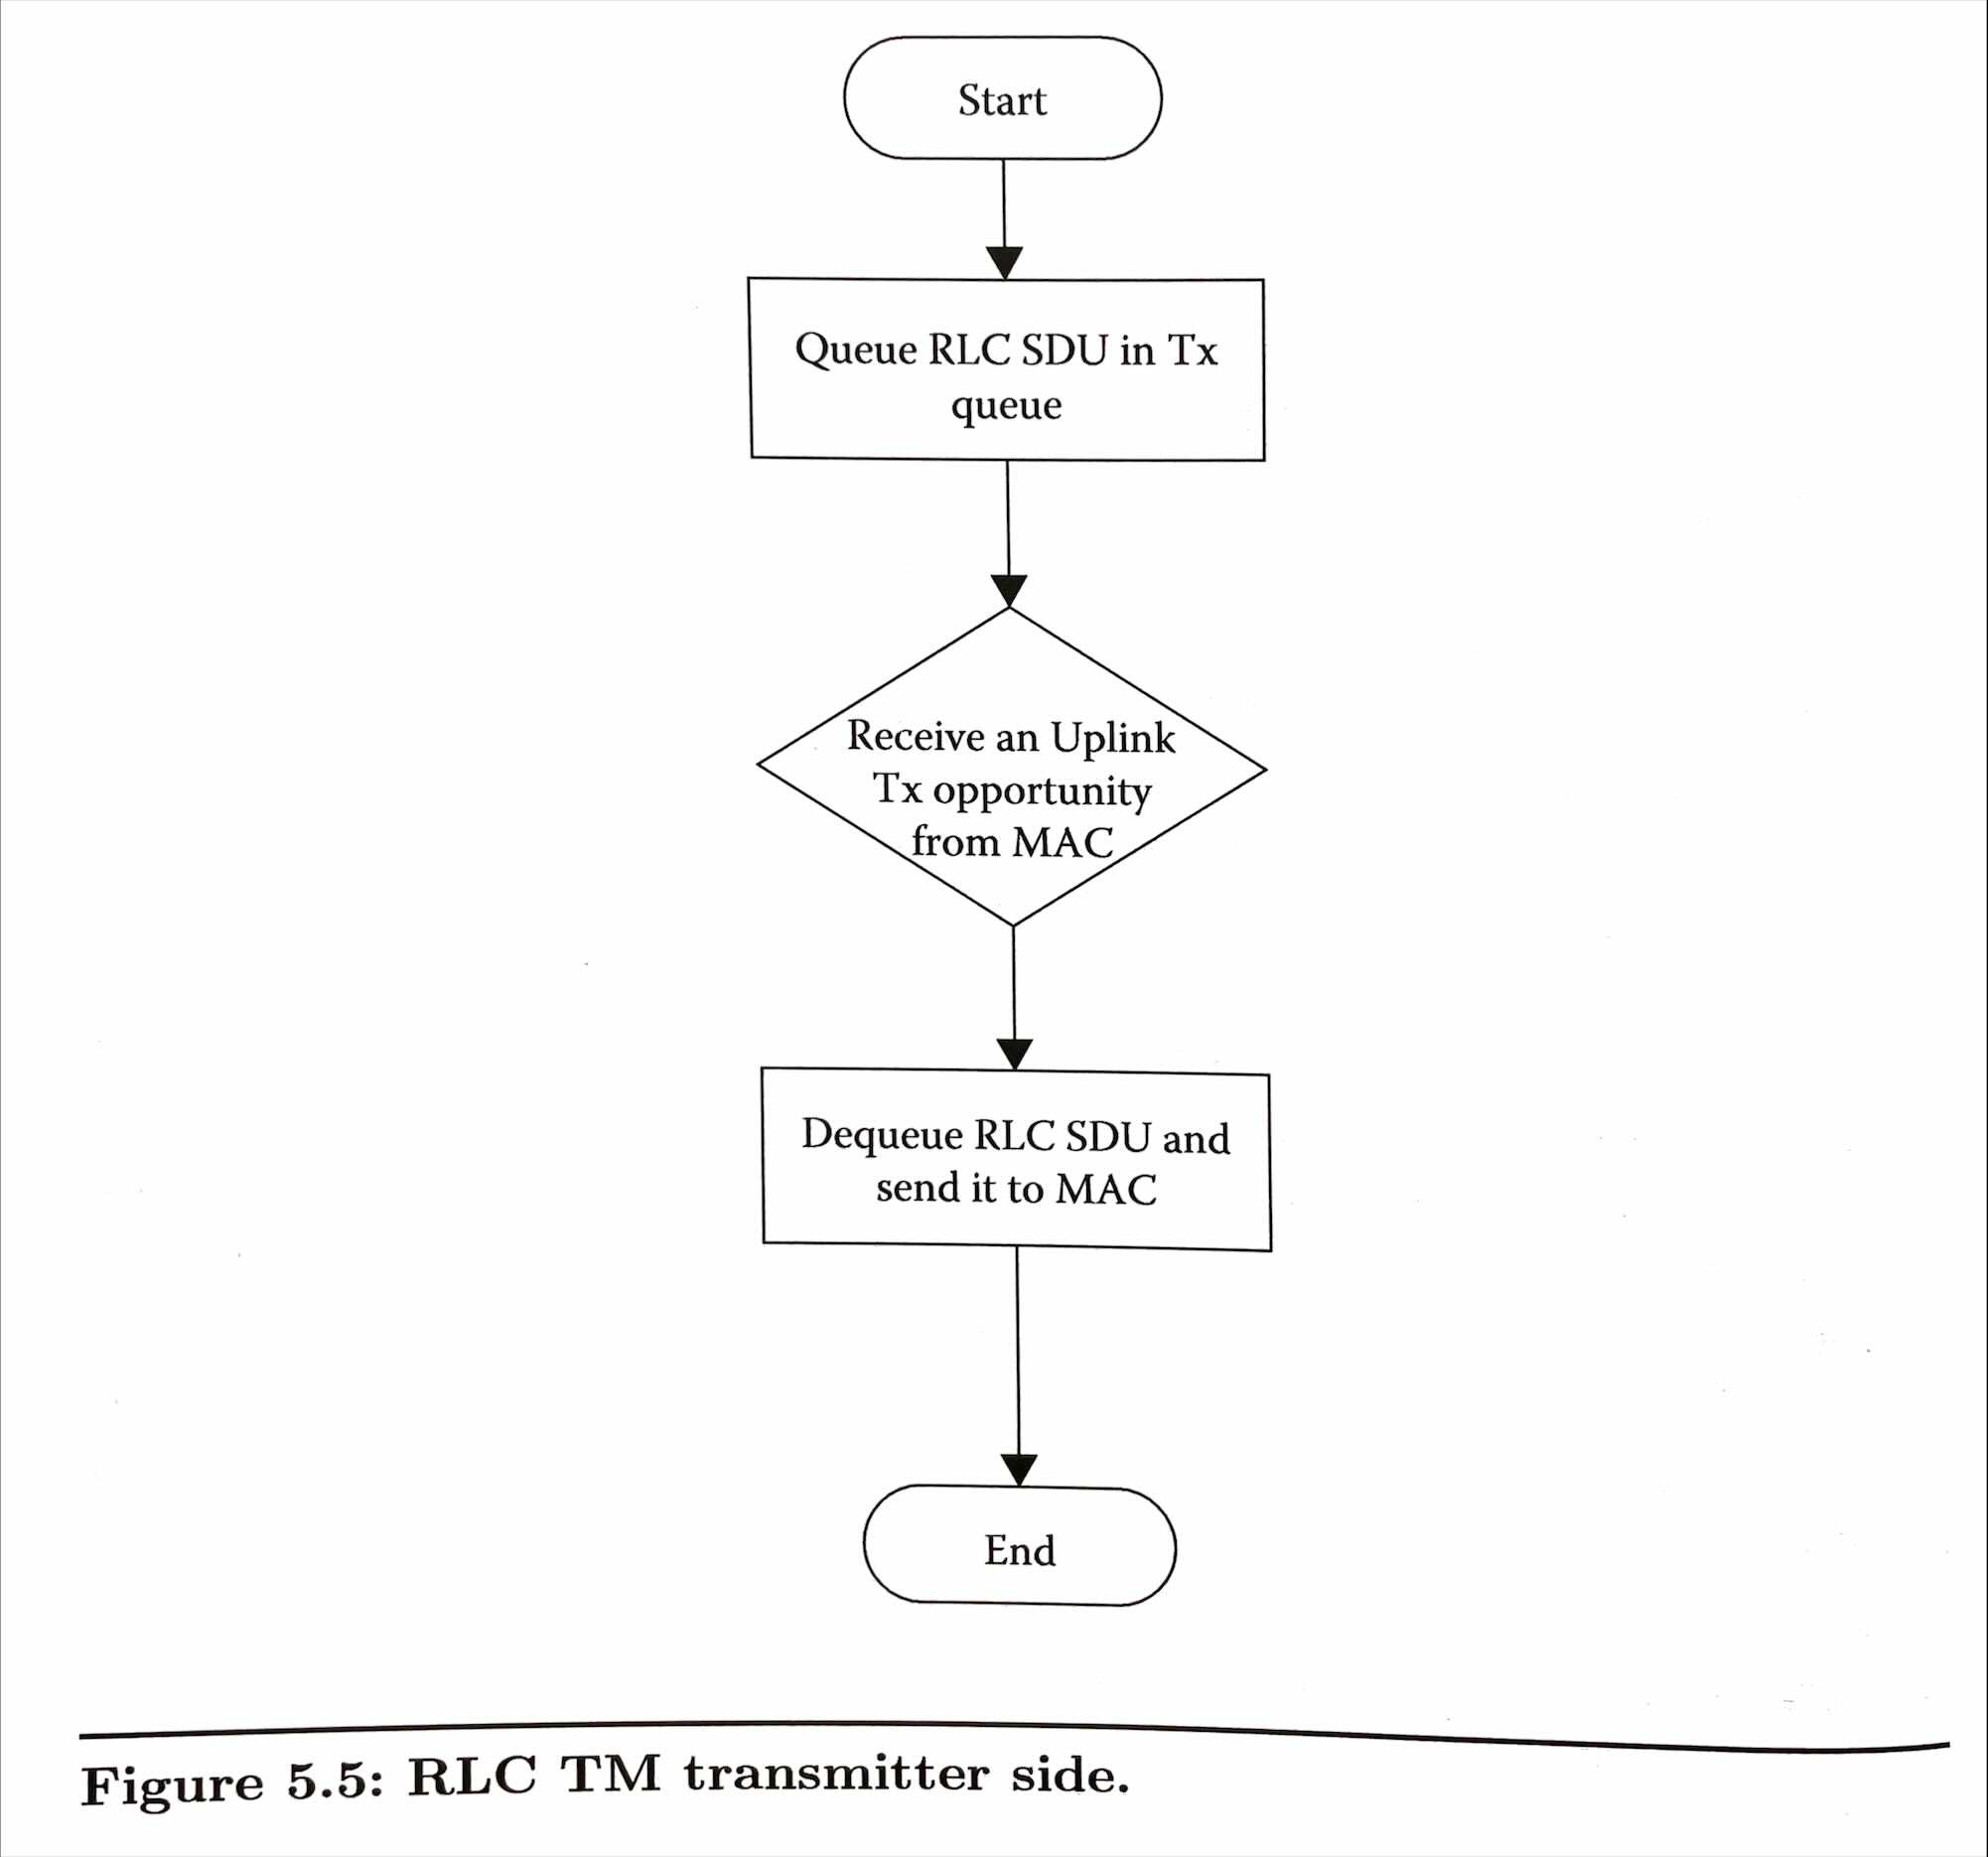 Start
Queue RLC SDU in Tx
queue
Receive an Uplink
Tx opportunity
from MAC
Dequeue RLC SDU and
send it to MAC
End
Figure 5.5: RLC TM transmitter side.